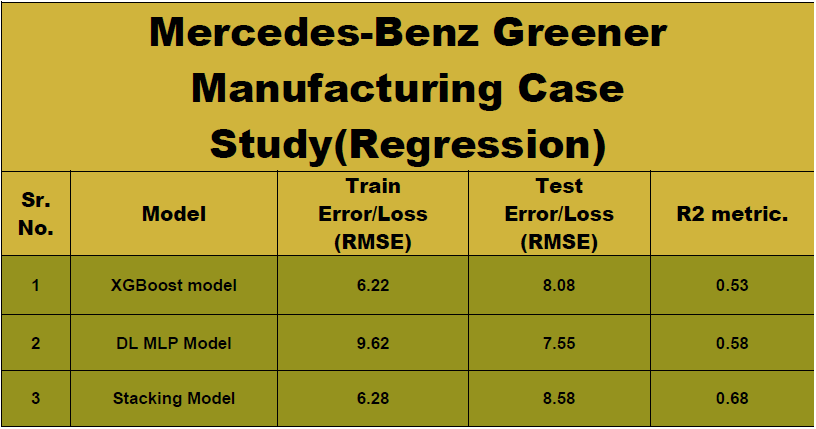 Mercedes-Benz Greener
Manufacturing Case
Study(Regression)
Sr. No. Model Train Error/Loss (RMSE) Test Error/Loss (RMSE) R2 metric.
1 XGBoost model 6.22 8.08 0.53
2 DL MLP Model 9.62 7.55 0.58
3 Stacking Model 6.28 8.58 0.68